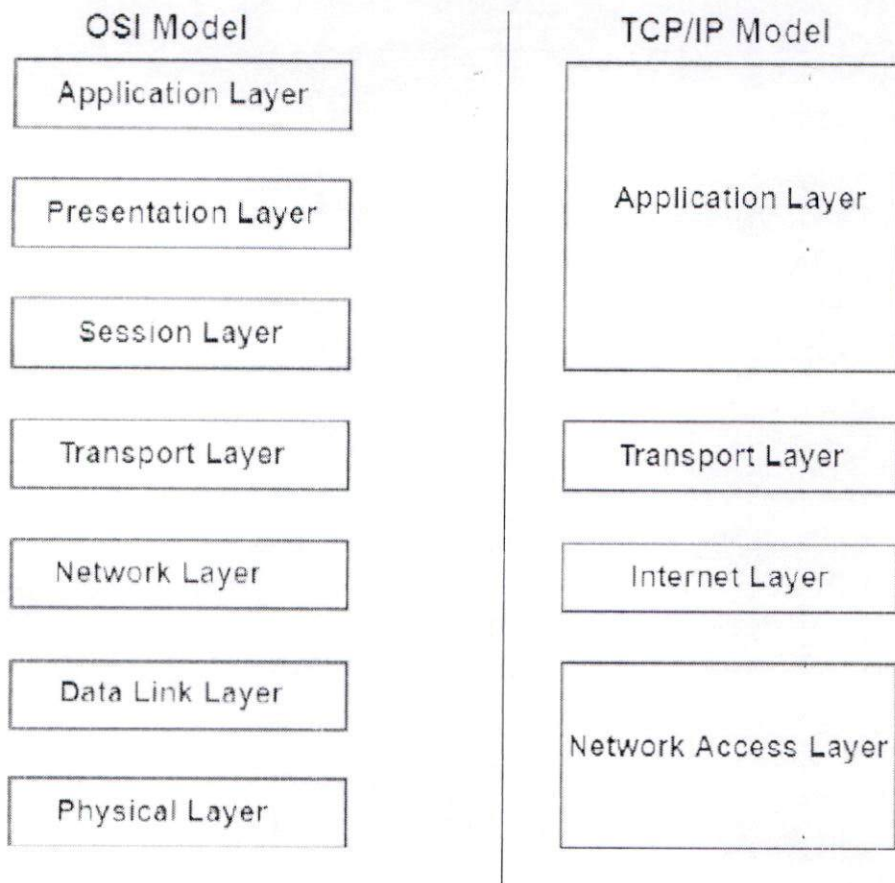 OSI Model
Application Layer
Presentation Layer
Session Layer
Transport Layer
Network Layer
Data Link Layer
Physical Layer
TCP/IP Model
Application Layer
Transport Layer
Internet Layer
Network Access Layer